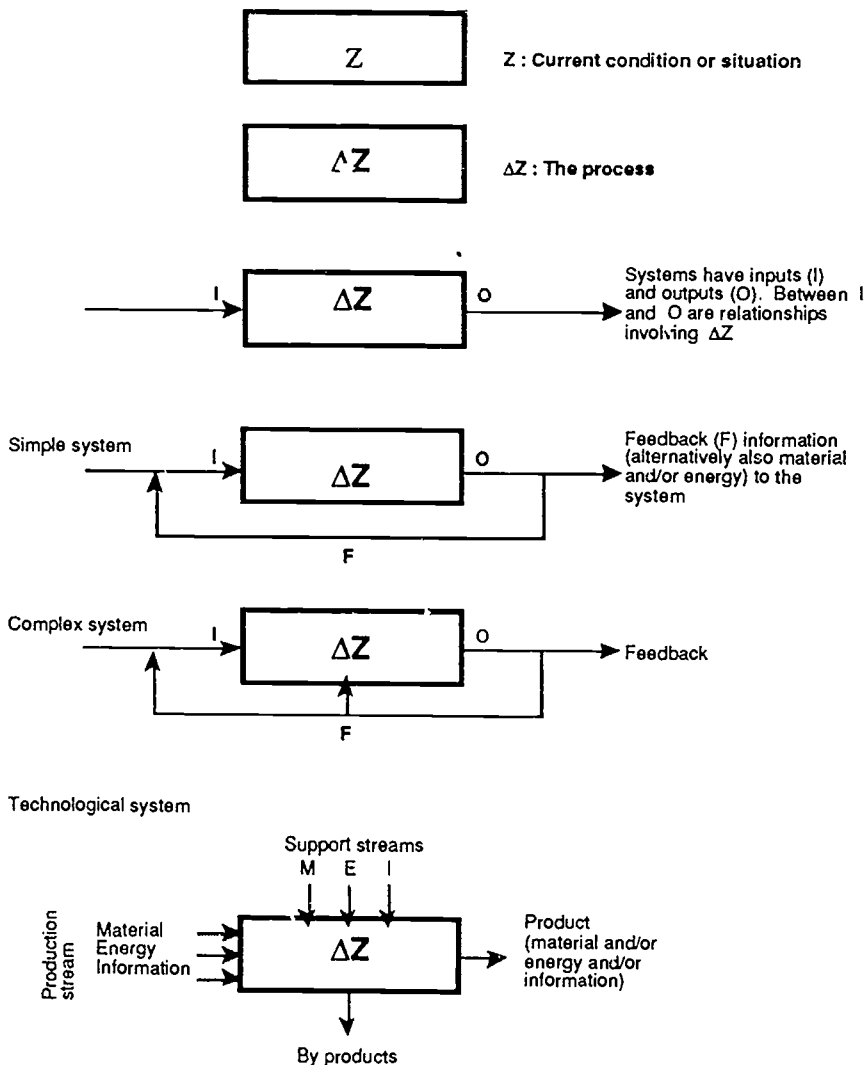 Z
Z : Current condition or situation
ΔZ
ΔZ : The process
I
ΔZ
O
Systems have inputs (I)
and outputs (O). Between I
and O are relationships
involving ΔZ
Simple system
I
ΔZ
O
F
Feedback (F) information
(alternatively also material
and/or energy) to the
system
Complex system
I
ΔZ
O
F
Feedback
Technological system
Support streams
M E I
Production
stream
Material
Energy
Information
ΔZ
Product
(material and/or
energy and/or
information)
By products